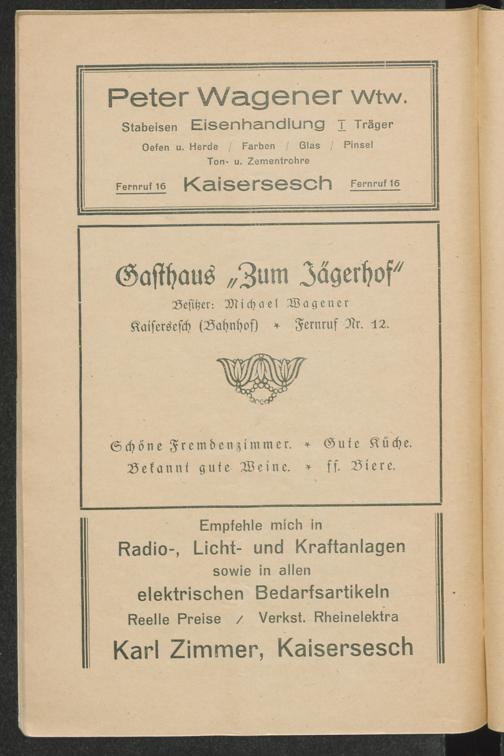 Peter Wagener Wtw.
Stabeisen Eisenhandlung I Träger
Oefen u. Herde / Farben / Glas / Pinsel
Ton- u. Zementrohre
Fernruf 16 Kaisersesch Fernruf 16
Gasthaus „Zum Jägerhof"
Besitzer: Michael Wagener
Kaisersesch (Bahnhof) * Fernruf Nr. 12.
Schöne Fremdenzimmer. * Gute Küche.
Bekannt gute Weine. * ff. Biere.
Empfehle mich in
Radio-, Licht- und Kraftanlagen
sowie in allen
elektrischen Bedarfsartikeln
Reelle Preise / Verkst. Rheinelektra
Karl Zimmer, Kaisersesch